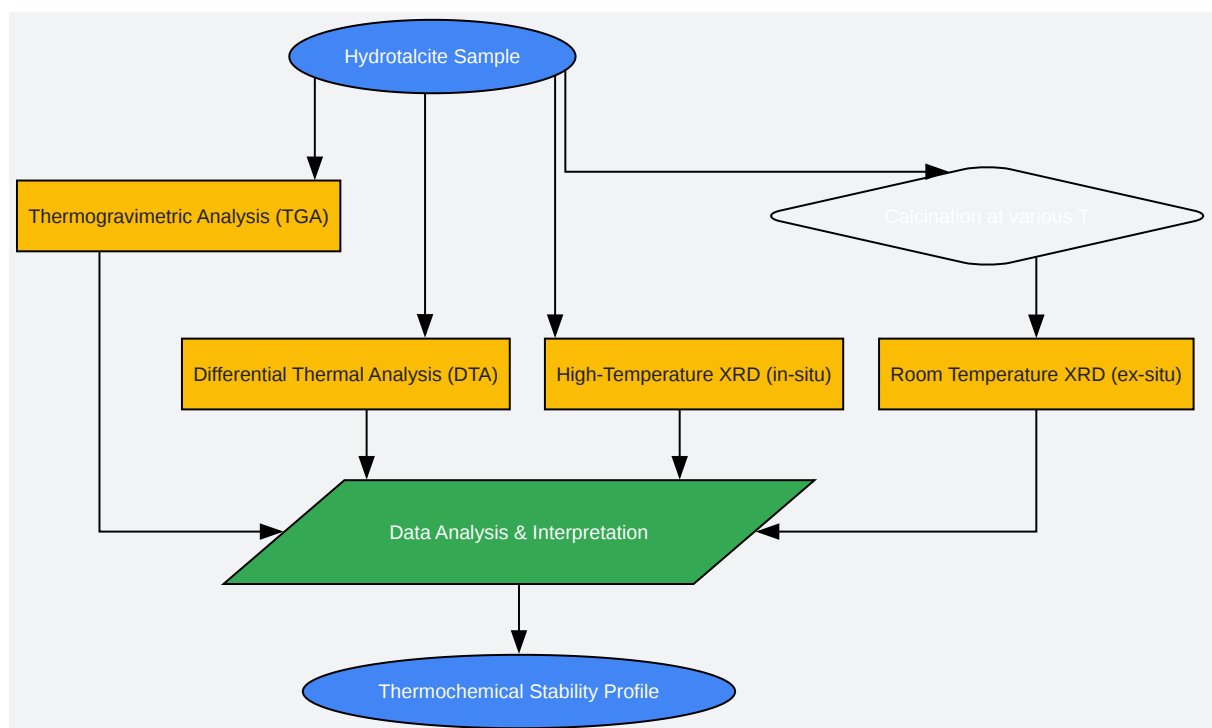 Hydrotalcite Sample
Thermogravimetric Analysis (TGA)
Calcination at various T
Differential Thermal Analysis (DTA)
High-Temperature XRD (in-situ)
Room Temperature XRD (ex-situ)
Data Analysis & Interpretation
Thermochemical Stability Profile